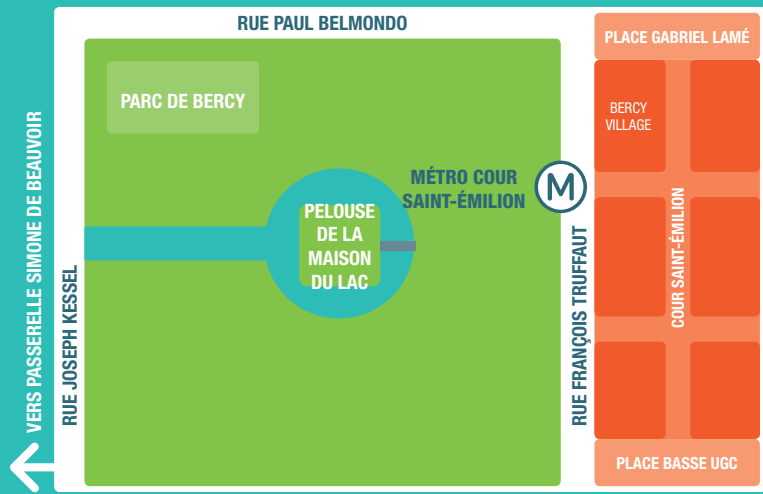 RUE PAUL BELMONDO
PLACE GABRIEL LAMÉ
PARC DE BERCY
BERCY
VILLAGE
VERS PASSERELLE SIMONE DE BEAUVOIR
RUE JOSEPH KESSEL
PELOUSE
DE LA
MAISON
DU LAC
MÉTRO COUR
SAINT-ÉMILION
M
RUE FRANÇOIS TRUFFAUT
COUR SAINT-ÉMILION
PLACE BASSE UGC